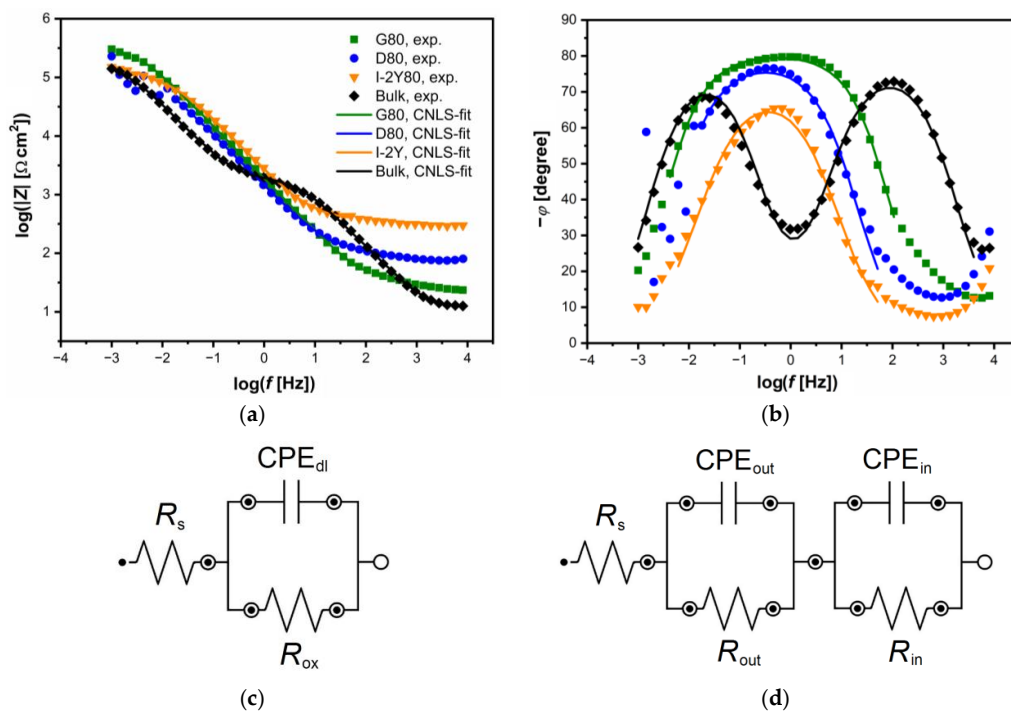 6
5
4
3
2
1
log(|Z| [Ω cm²])
G80, exp.
D80, exp.
I-2Y80, exp.
Bulk, exp.
G80, CNLS-fit
D80, CNLS-fit
I-2Y, CNLS-fit
Bulk, CNLS-fit
−4 −3 −2 −1 0 1 2 3 4
log(f [Hz])
(a)
90
80
70
60
50
40
30
20
10
0
−φ [degree]
−4 −3 −2 −1 0 1 2 3 4
log(f [Hz])
(b)
CPEdl
Rs
Rox
(c)
CPEout CPEin
Rs
Rout Rin
(d)